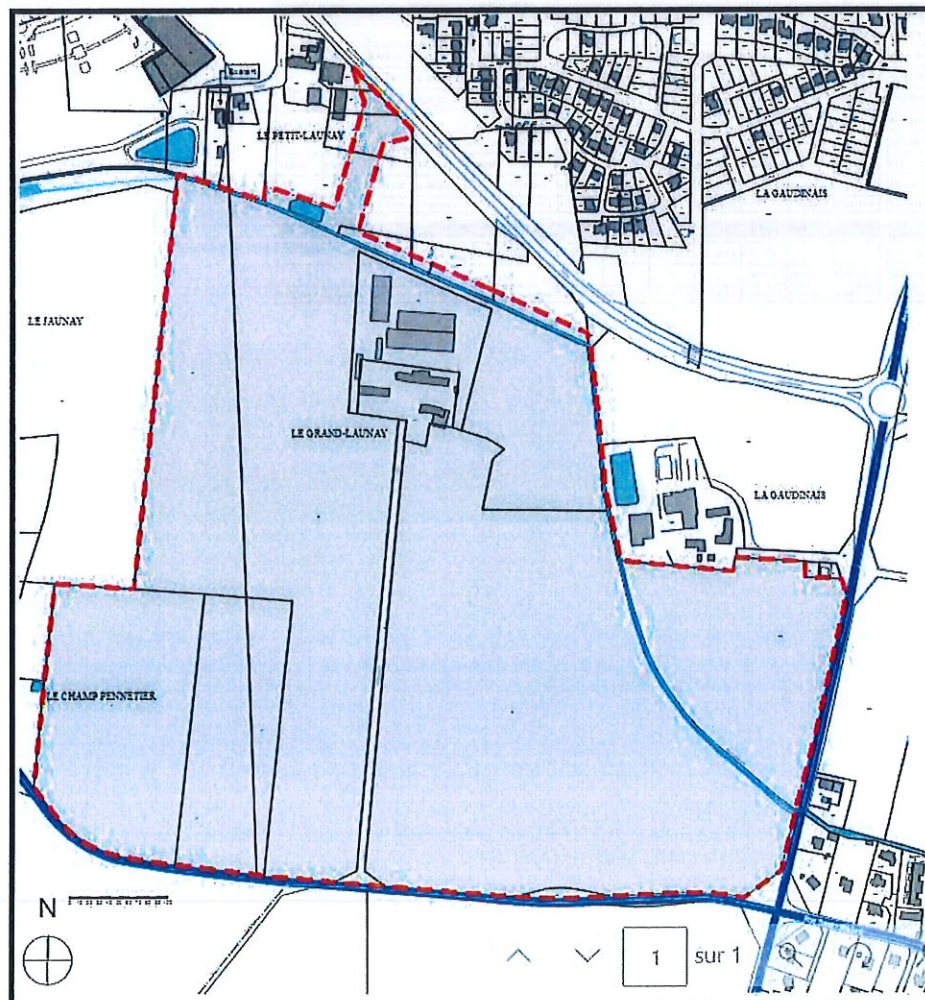 LE PETIT-LAUNAY
LA GAUDINAIS
LE JAUNAY
LE GRAND-LAUNAY
LA GAUDINAIS
LE CHAMP PENNETIER
N
1 sur 1